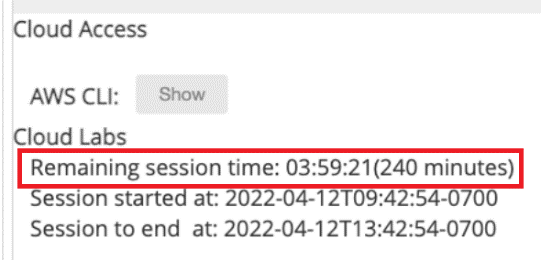 Cloud Access
AWS CLI: Show
Cloud Labs
Remaining session time: 03:59:21(240 minutes)
Session started at: 2022-04-12T09:42:54-0700
Session to end at: 2022-04-12T13:42:54-0700